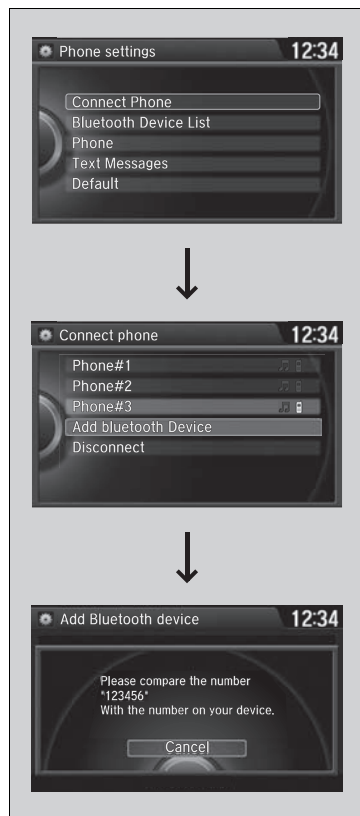 Phone settings 12:34
Connect Phone
Bluetooth Device List
Phone
Text Messages
Default
Connect phone 12:34
Phone#1
Phone#2
Phone#3
Add bluetooth Device
Disconnect
Add Bluetooth device 12:34
Please compare the number
"123456"
With the number on your device.
Cancel